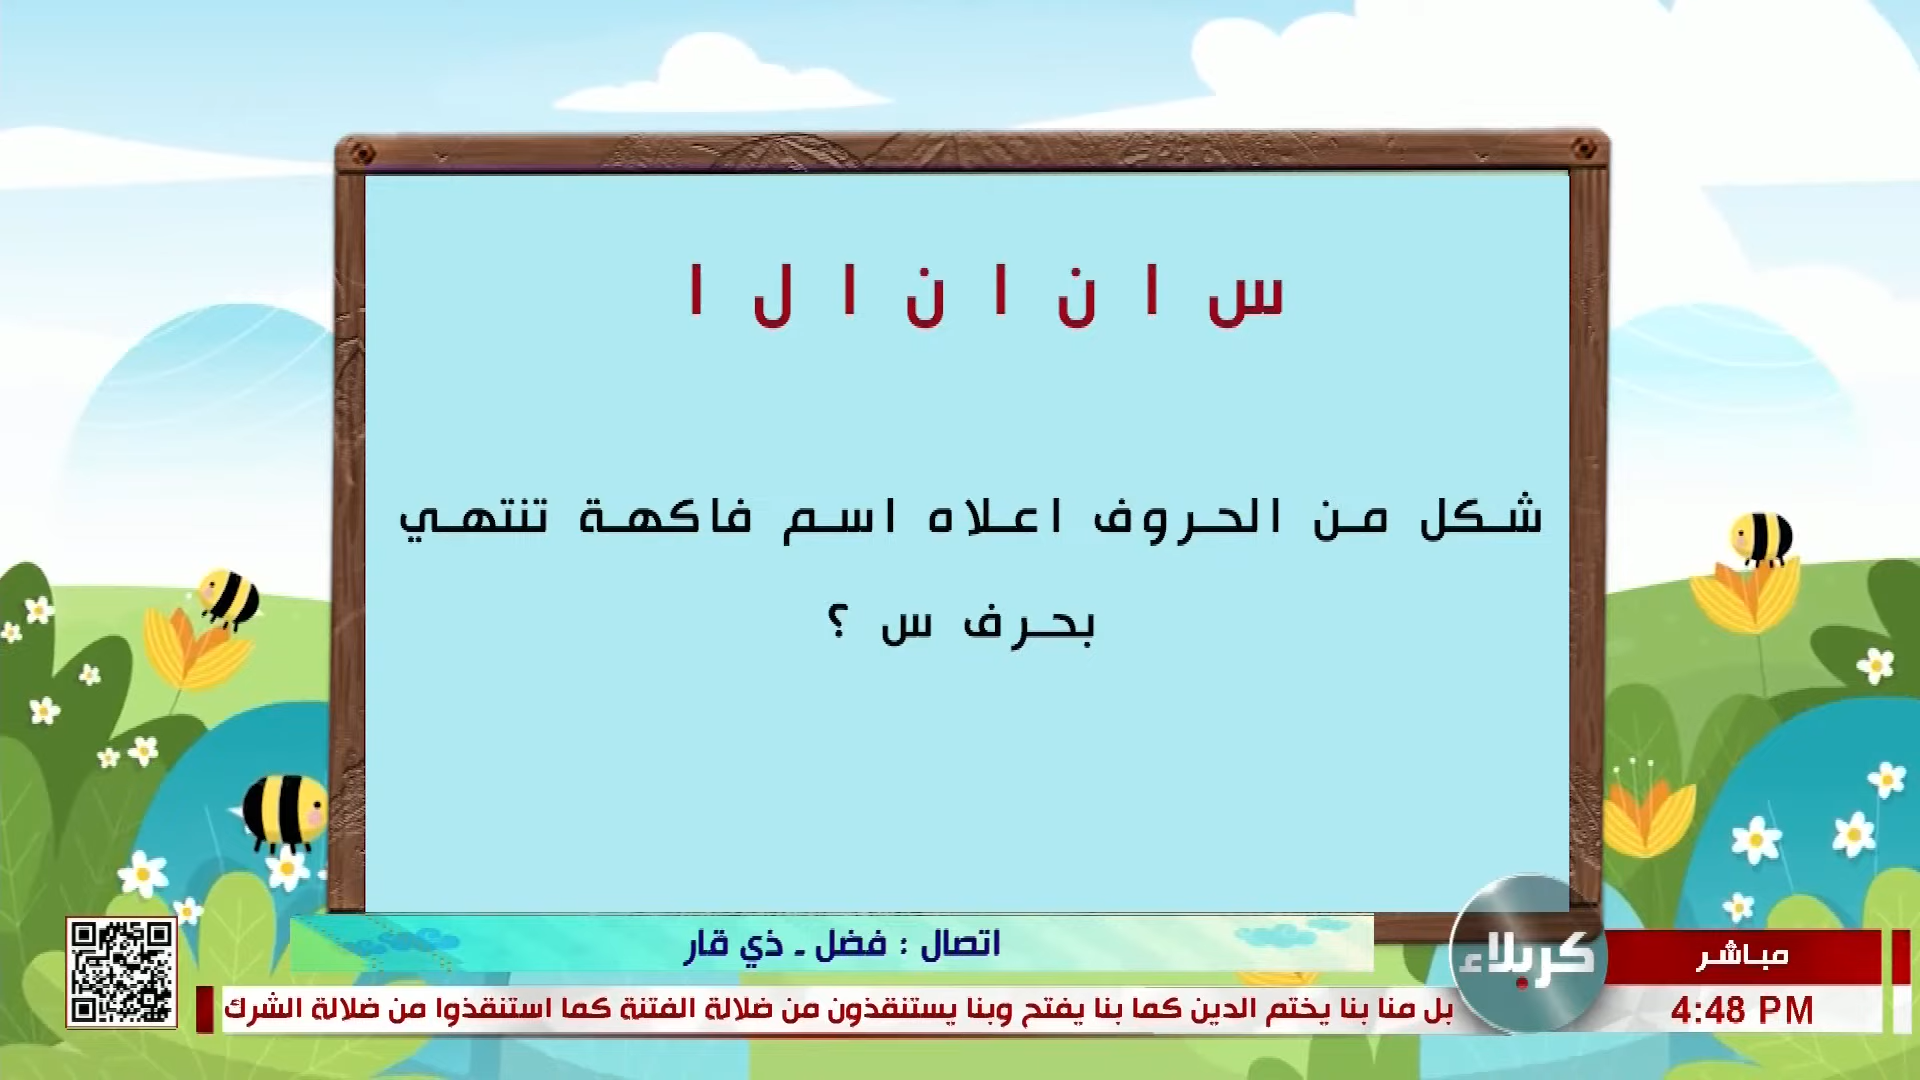 س ا ن ا ن ا ل ا
شكل من الحروف اعلاه اسم فاكهة تنتهي
بحرف س ؟
اتصال : فضل - ذي قار
كربلاء
مباشر
بل منا بنا يختم الدين كما بنا يفتح وبنا يستنقذون من ضلالة الفتنة كما استنقذوا من ضلالة الشرك
4:48 PM